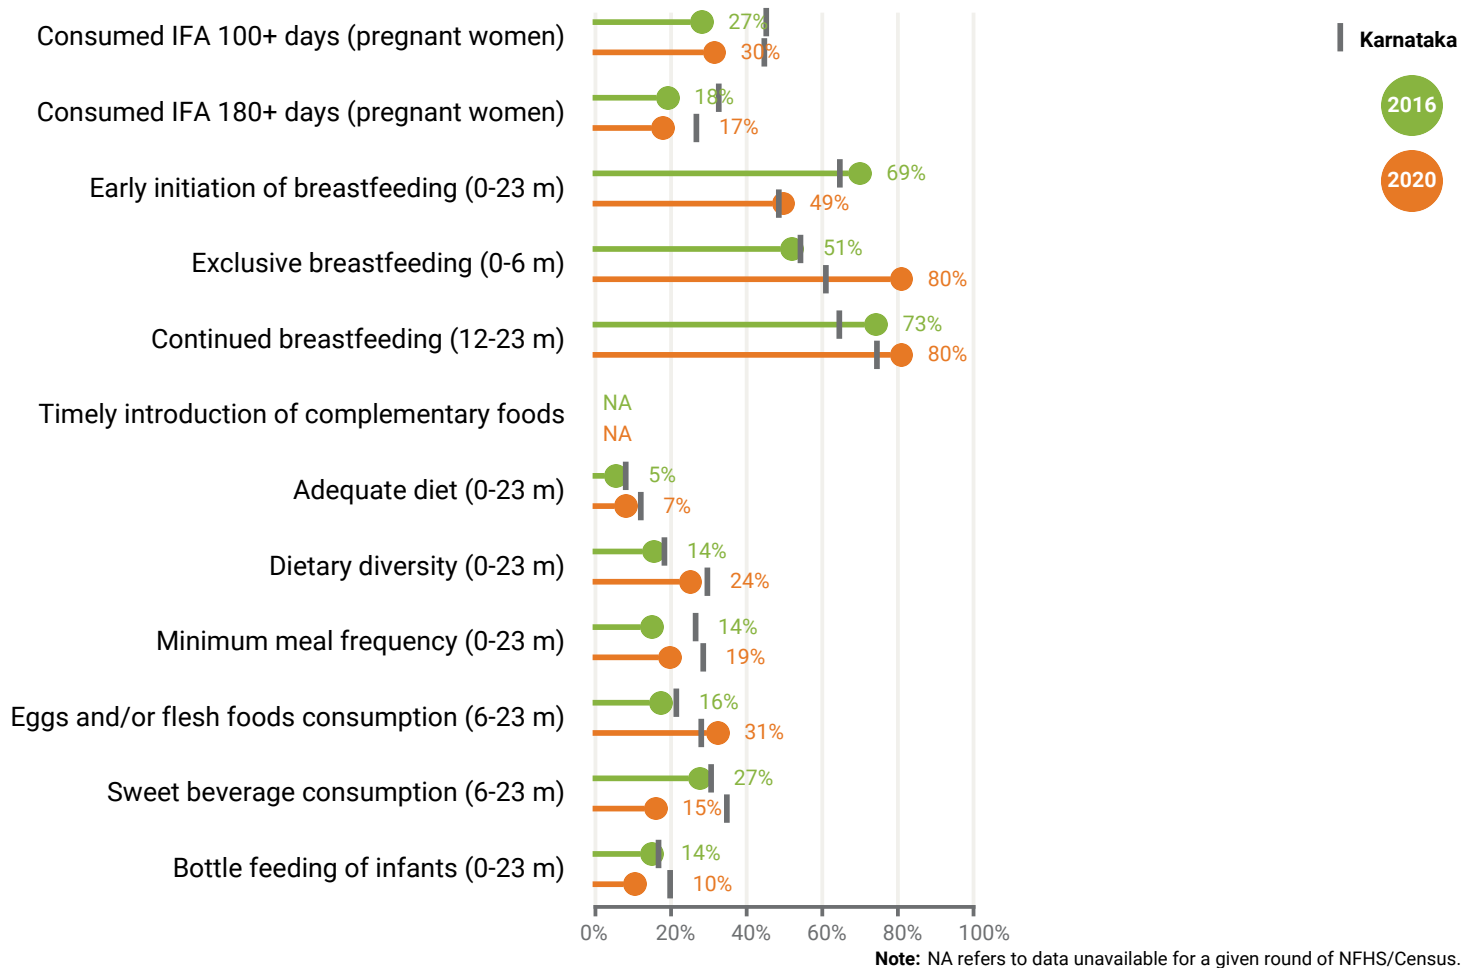 Consumed IFA 100+ days (pregnant women)
27%
30%
Consumed IFA 180+ days (pregnant women)
18%
17%
Early initiation of breastfeeding (0-23 m)
69%
49%
Exclusive breastfeeding (0-6 m)
51%
80%
Continued breastfeeding (12-23 m)
73%
80%
Timely introduction of complementary foods
NA
NA
Adequate diet (0-23 m)
5%
7%
Dietary diversity (0-23 m)
14%
24%
Minimum meal frequency (0-23 m)
14%
19%
Eggs and/or flesh foods consumption (6-23 m)
16%
31%
Sweet beverage consumption (6-23 m)
27%
15%
Bottle feeding of infants (0-23 m)
14%
10%
0% 20% 40% 60% 80% 100%
Karnataka
2016
2020
Note: NA refers to data unavailable for a given round of NFHS/Census.